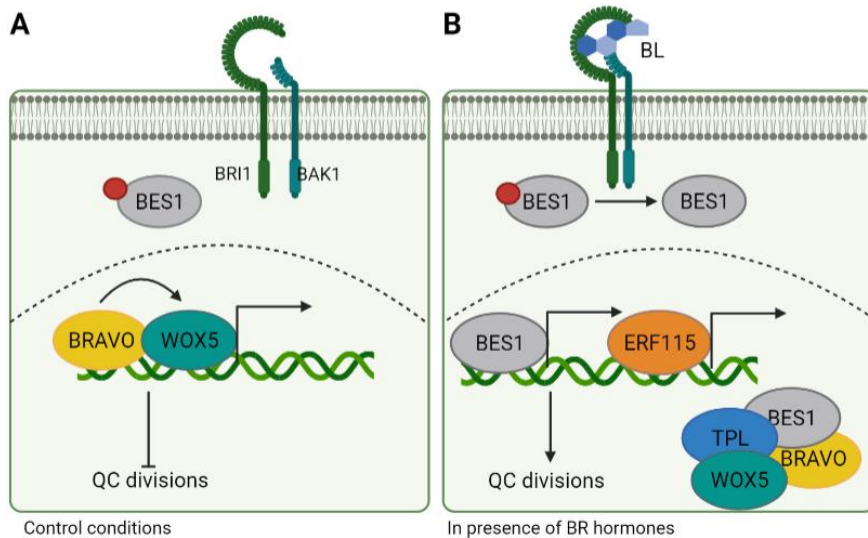 A
BRI1
BAK1
BES1
BRAVO
WOX5
QC divisions
Control conditions
B
BL
BES1
BES1
BES1
ERF115
QC divisions
BES1
TPL
BRAVO
WOX5
In presence of BR hormones